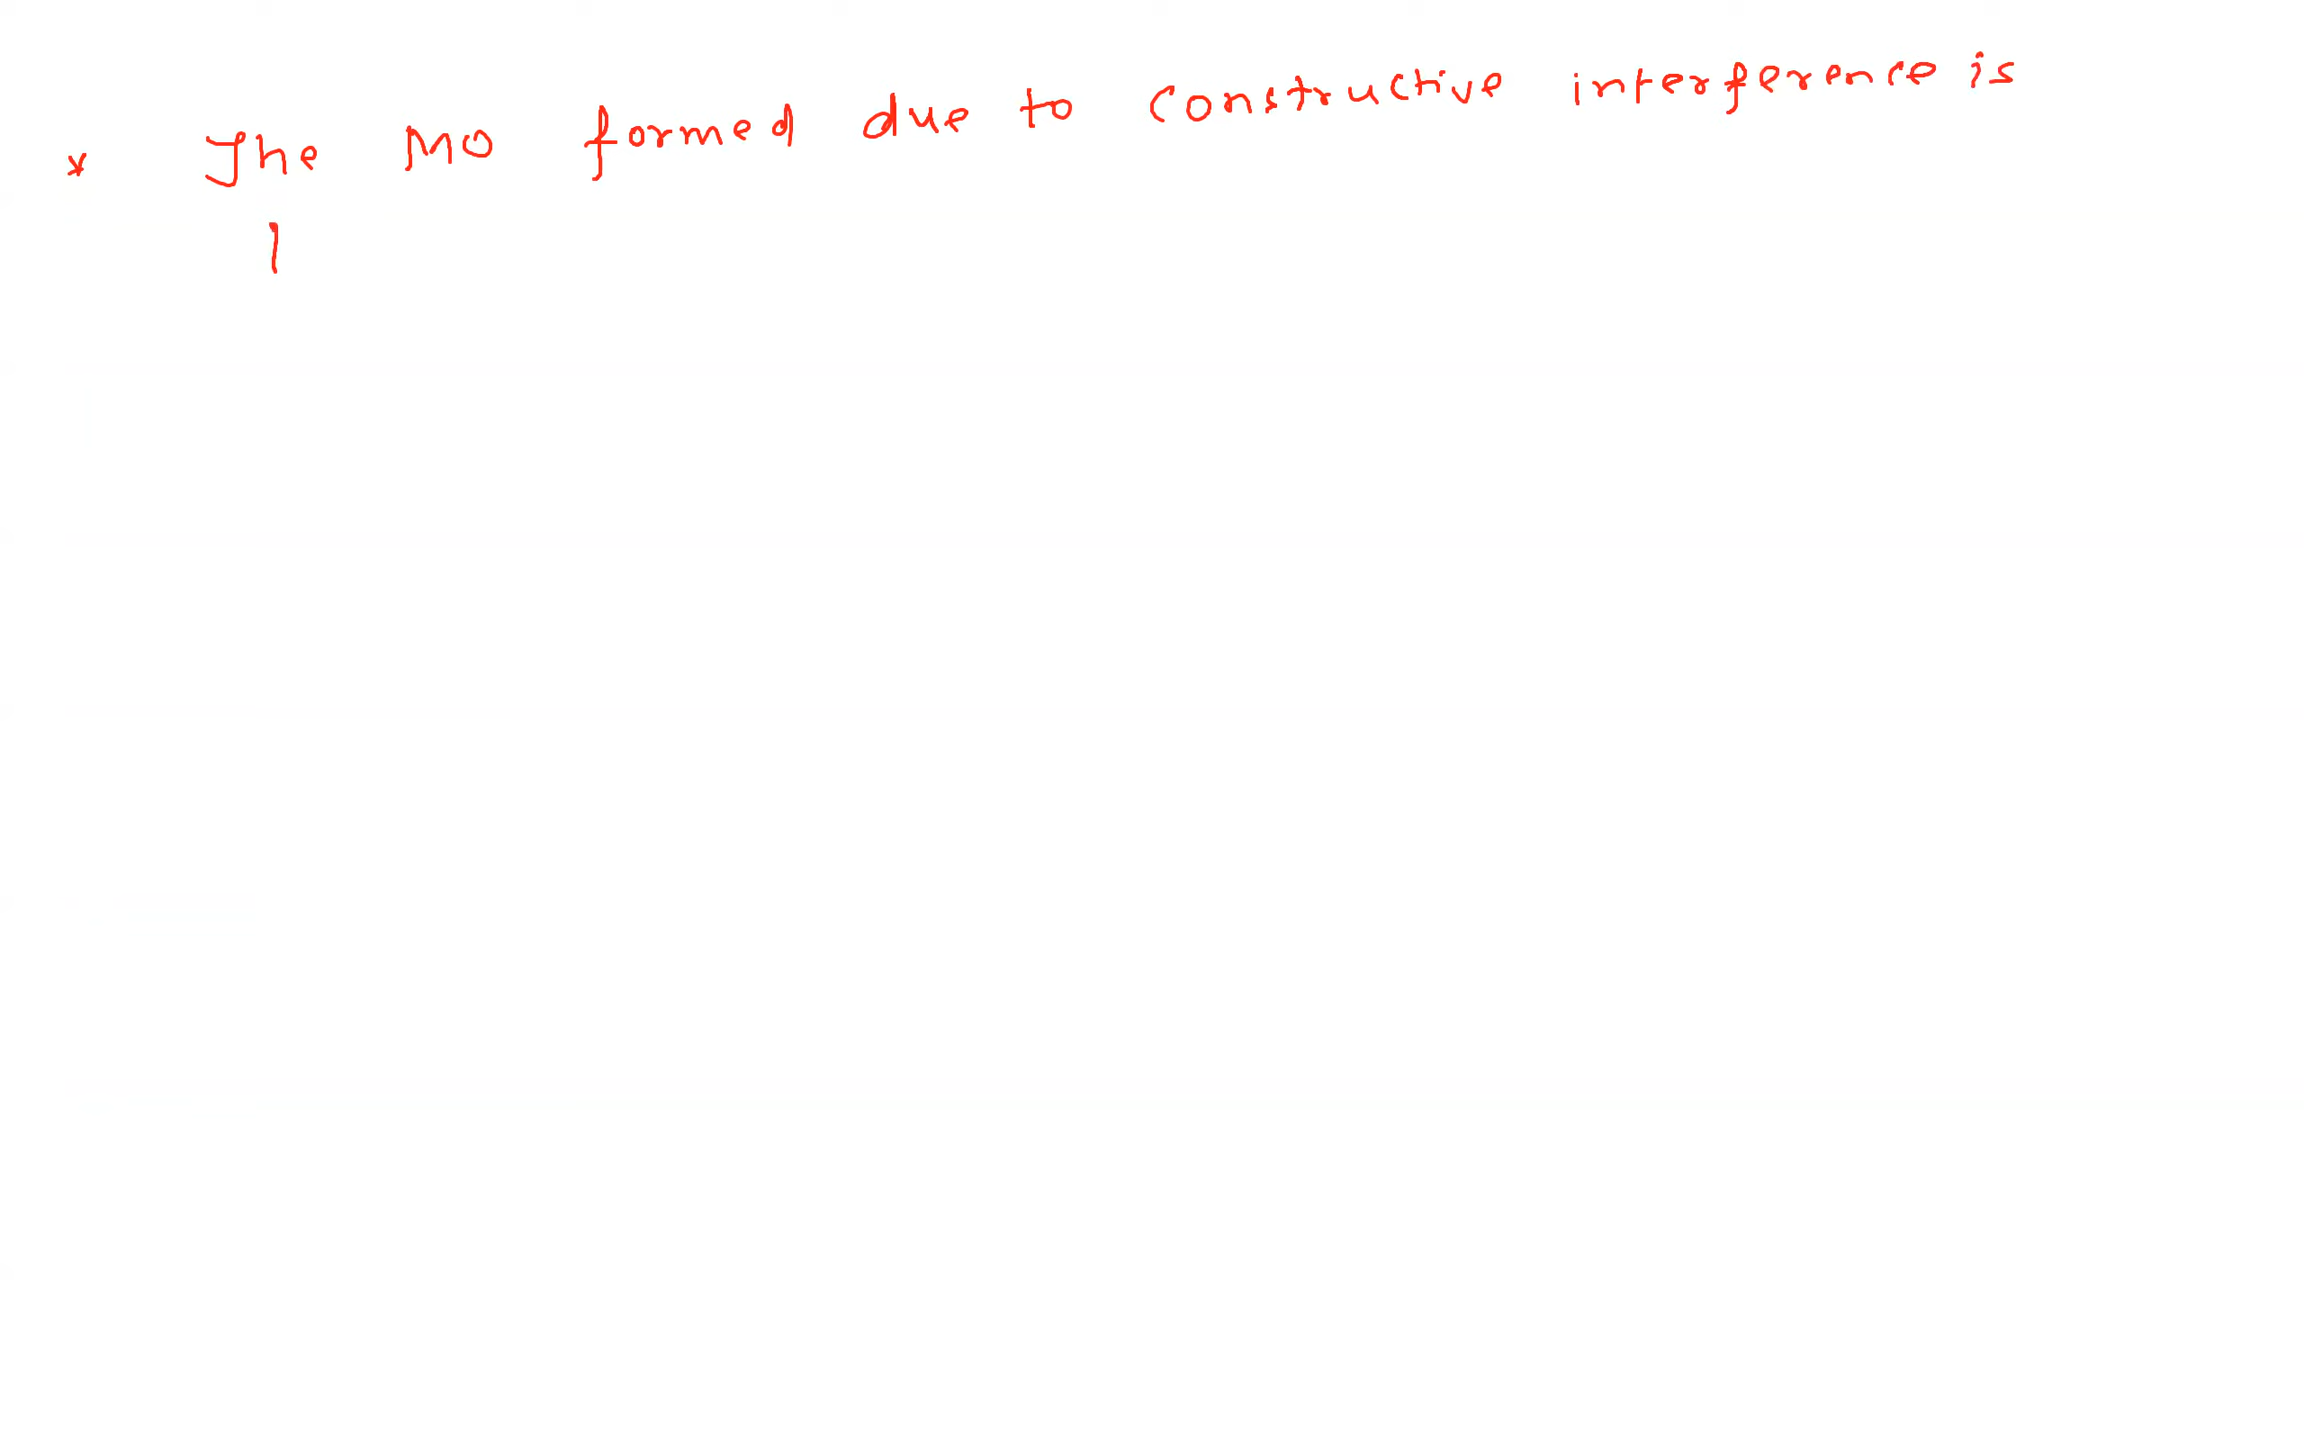 * The MO formed due to constructive interference is